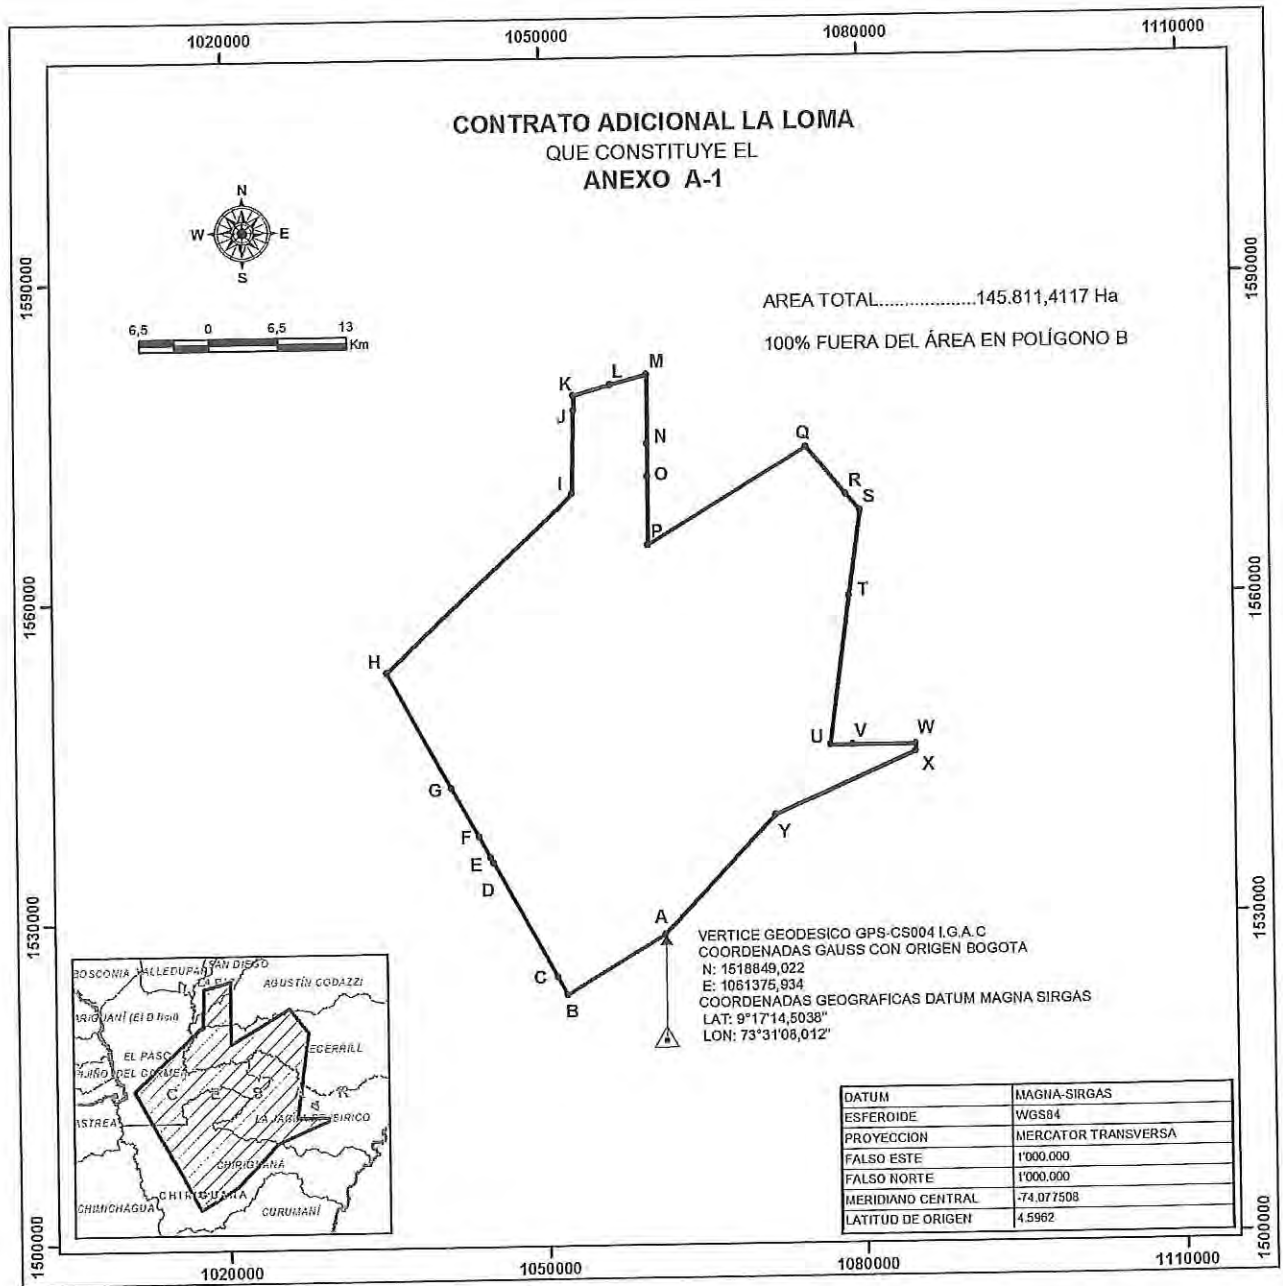 1020000 1050000 1080000 1110000
CONTRATO ADICIONAL LA LOMA
QUE CONSTITUYE EL
ANEXO A-1
N
W E
S
1590000 1590000
AREA TOTAL...................145.811,4117 Ha
100% FUERA DEL ÁREA EN POLÍGONO B
6,5 0 6,5 13
Km
M
L
K
J
N
Q
O
I
R
S
P
T
1560000 1560000
H
U V W
X
G
Y
F
E
D
A
1530000 1530000
VERTICE GEODESICO GPS-CS004 I.G.A.C
COORDENADAS GAUSS CON ORIGEN BOGOTA
N: 1518849,022
E: 1061375,934
COORDENADAS GEOGRAFICAS DATUM MAGNA SIRGAS
LAT: 9°17'14,5038"
LON: 73°31'08,012"
C
B
BOSCONIA VALLEDUPAR SAN DIEGO
AGUSTÍN CODAZZI
EL PASO
ECERRILL
C E S R
ASTREA
CHIRIGUANÁ
CHIRIGUANA
CHIMICHAGUA
CURUMANÍ
DATUM MAGNA-SIRGAS
ESFEROIDE WGS84
PROYECCION MERCATOR TRANSVERSA
FALSO ESTE 1'000.000
FALSO NORTE 1'000.000
MERIDIANO CENTRAL -74.077508
LATITUD DE ORIGEN 4.5962
1500000 1500000
1020000 1050000 1080000 1110000